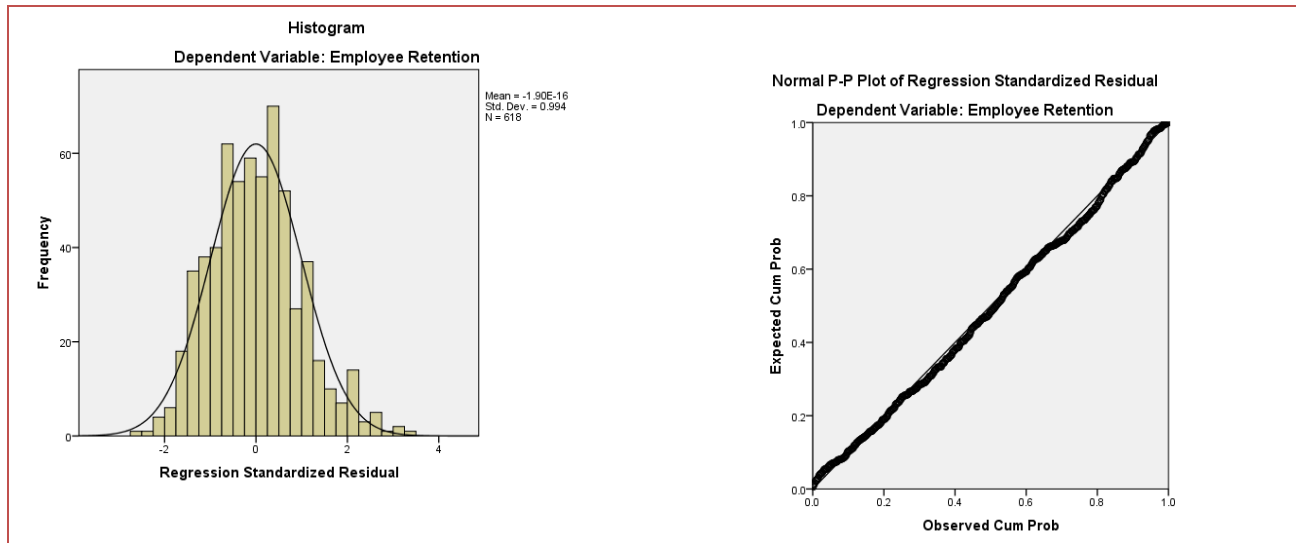 Histogram
Dependent Variable: Employee Retention
Mean = -1.90E-16
Std. Dev. = 0.994
N = 618
60
40
20
0
-2
0
2
4
Frequency
Regression Standardized Residual
Normal P-P Plot of Regression Standardized Residual
Dependent Variable: Employee Retention
1.0
0.8
0.6
0.4
0.2
0.0
0.0
0.2
0.4
0.6
0.8
1.0
Expected Cum Prob
Observed Cum Prob